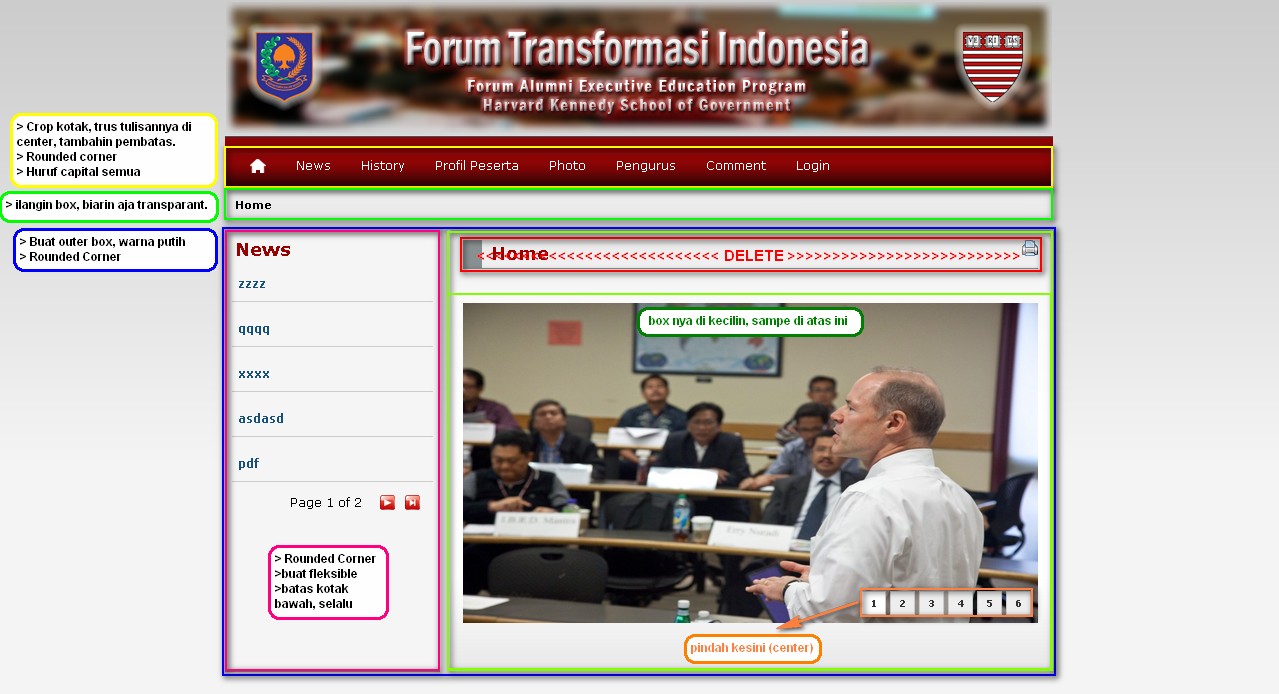 VE RI TAS
Forum Transformasi Indonesia
Forum Alumni Executive Education Program
Harvard Kennedy School of Government
> Crop kotak, trus tulisannya di
center, tambahin pembatas.
> Rounded corner
> Huruf capital semua
News History Profil Peserta Photo Pengurus Comment Login
> ilangin box, biarin aja transparant.
Home
> Buat outer box, warna putih
> Rounded Corner
News
zzzz
qqqq
xxxx
asdasd
pdf
Page 1 of 2
> Rounded Corner
>buat fleksible
>batas kotak
bawah, selalu
Home
DELETE
box nya di kecilin, sampe di atas ini
1 2 3 4 5 6
pindah kesini (center)